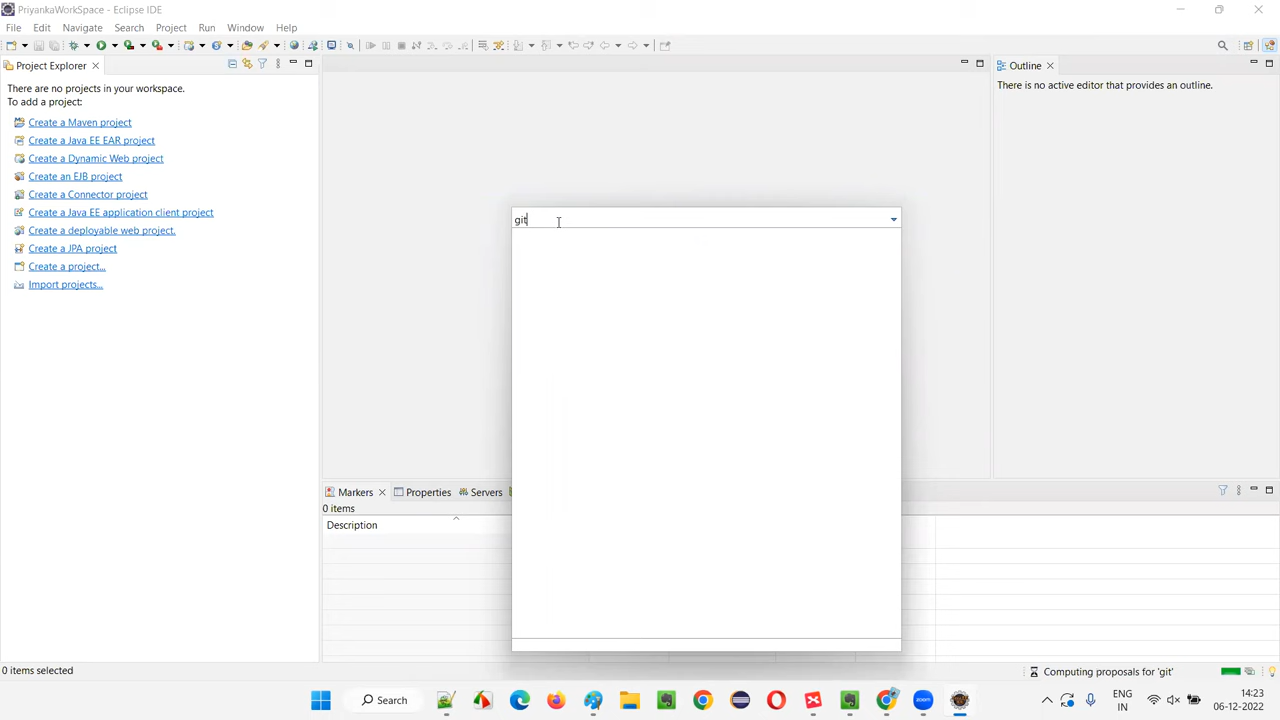 PriyankaWorkSpace - Eclipse IDE
File Edit Navigate Search Project Run Window Help
Project Explorer
There are no projects in your workspace.
To add a project:
Create a Maven project
Create a Java EE EAR project
Create a Dynamic Web project
Create an EJB project
Create a Connector project
Create a Java EE application client project
Create a deployable web project.
Create a JPA project
Create a project...
Import projects...
git
Outline
There is no active editor that provides an outline.
Markers Properties Servers
0 items
Description
0 items selected
Computing proposals for 'git'
Search
ENG
IN
14:23
06-12-2022